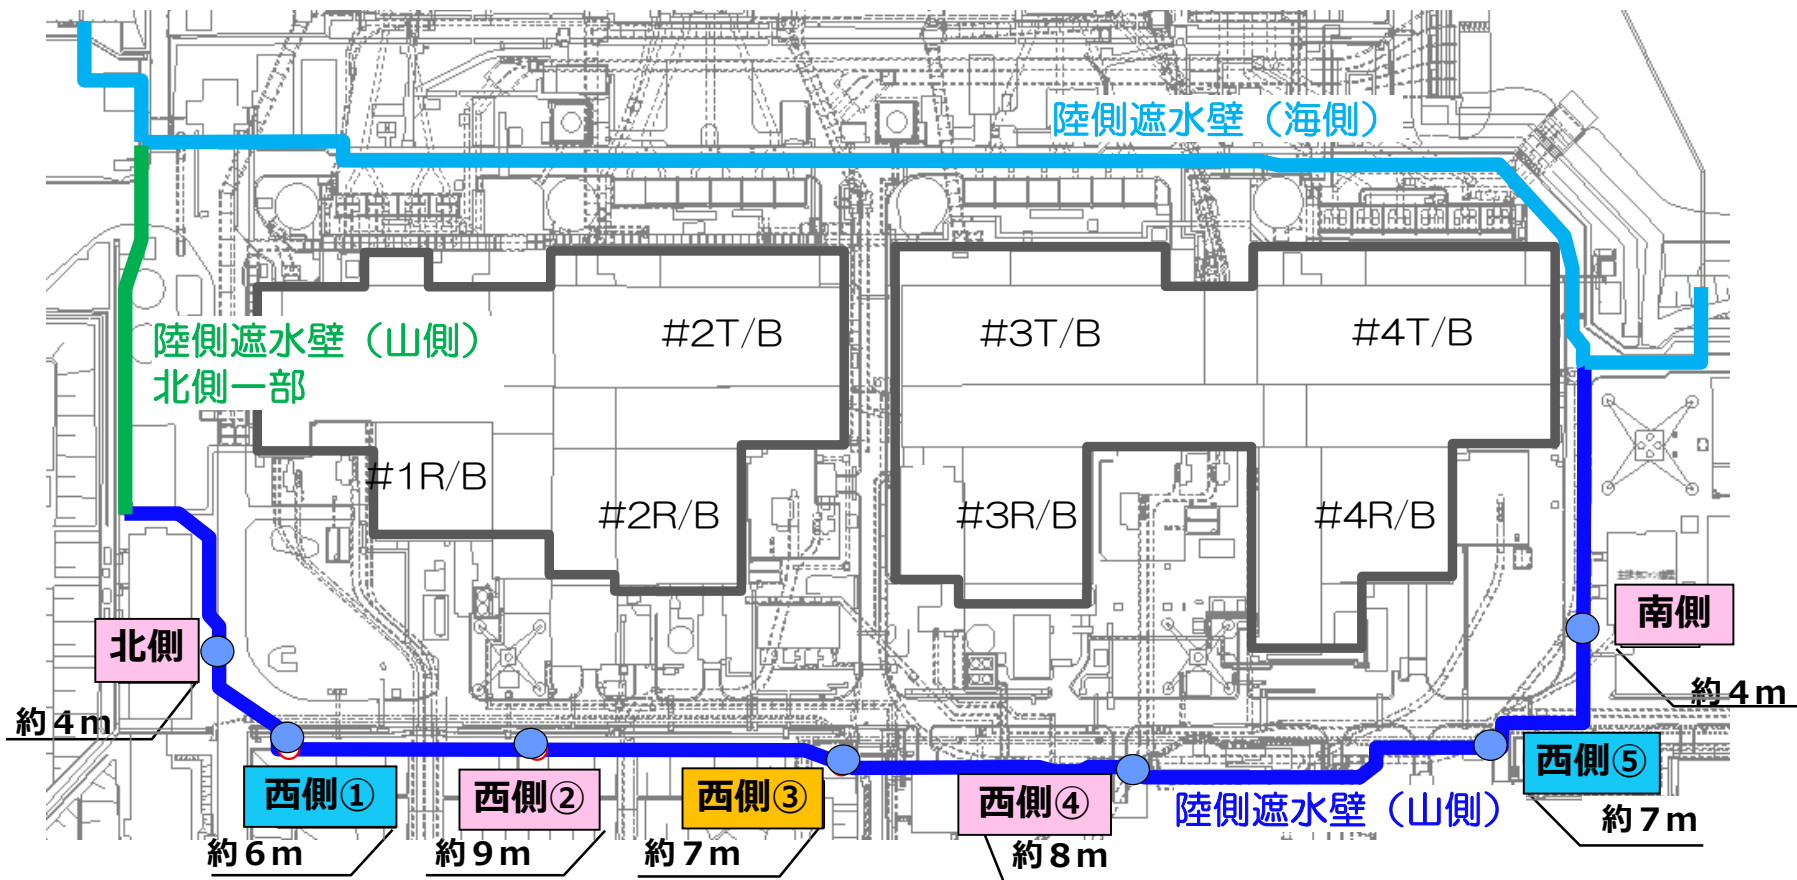 陸側遮水壁（海側）
陸側遮水壁（山側）
北側一部
#2T/B
#3T/B
#4T/B
#1R/B
#2R/B
#3R/B
#4R/B
北側
約4m
南側
約4m
西側①
約6m
西側②
約9m
西側③
約7m
西側④
約8m
陸側遮水壁（山側）
西側⑤
約7m